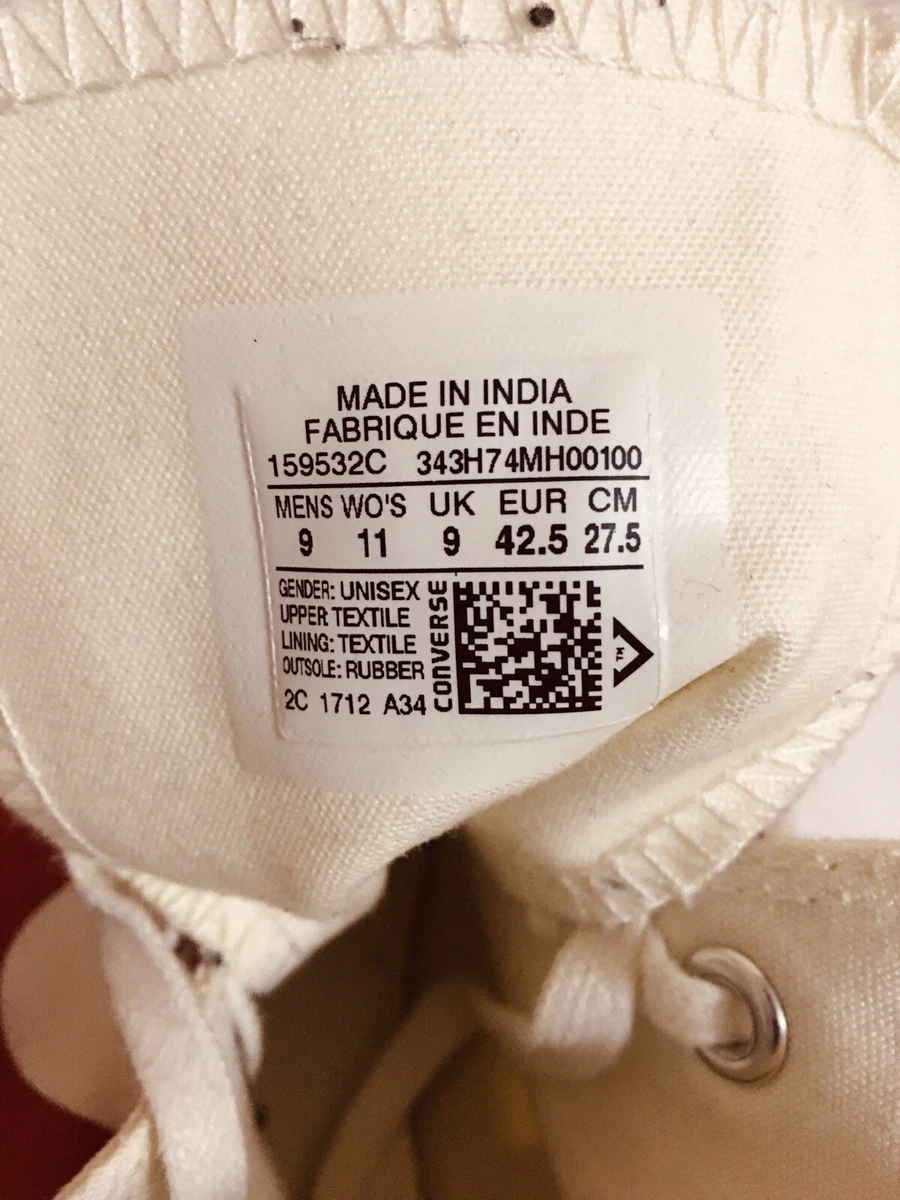 MADE IN INDIA
FABRIQUE EN INDE
159532C 343H74MH00100
MENS WO'S UK EUR CM
9 11 9 42.5 27.5
GENDER: UNISEX
UPPER TEXTILE
LINING: TEXTILE
OUTSOLE: RUBBER
2C 1712 A34
CONVERSE
TM